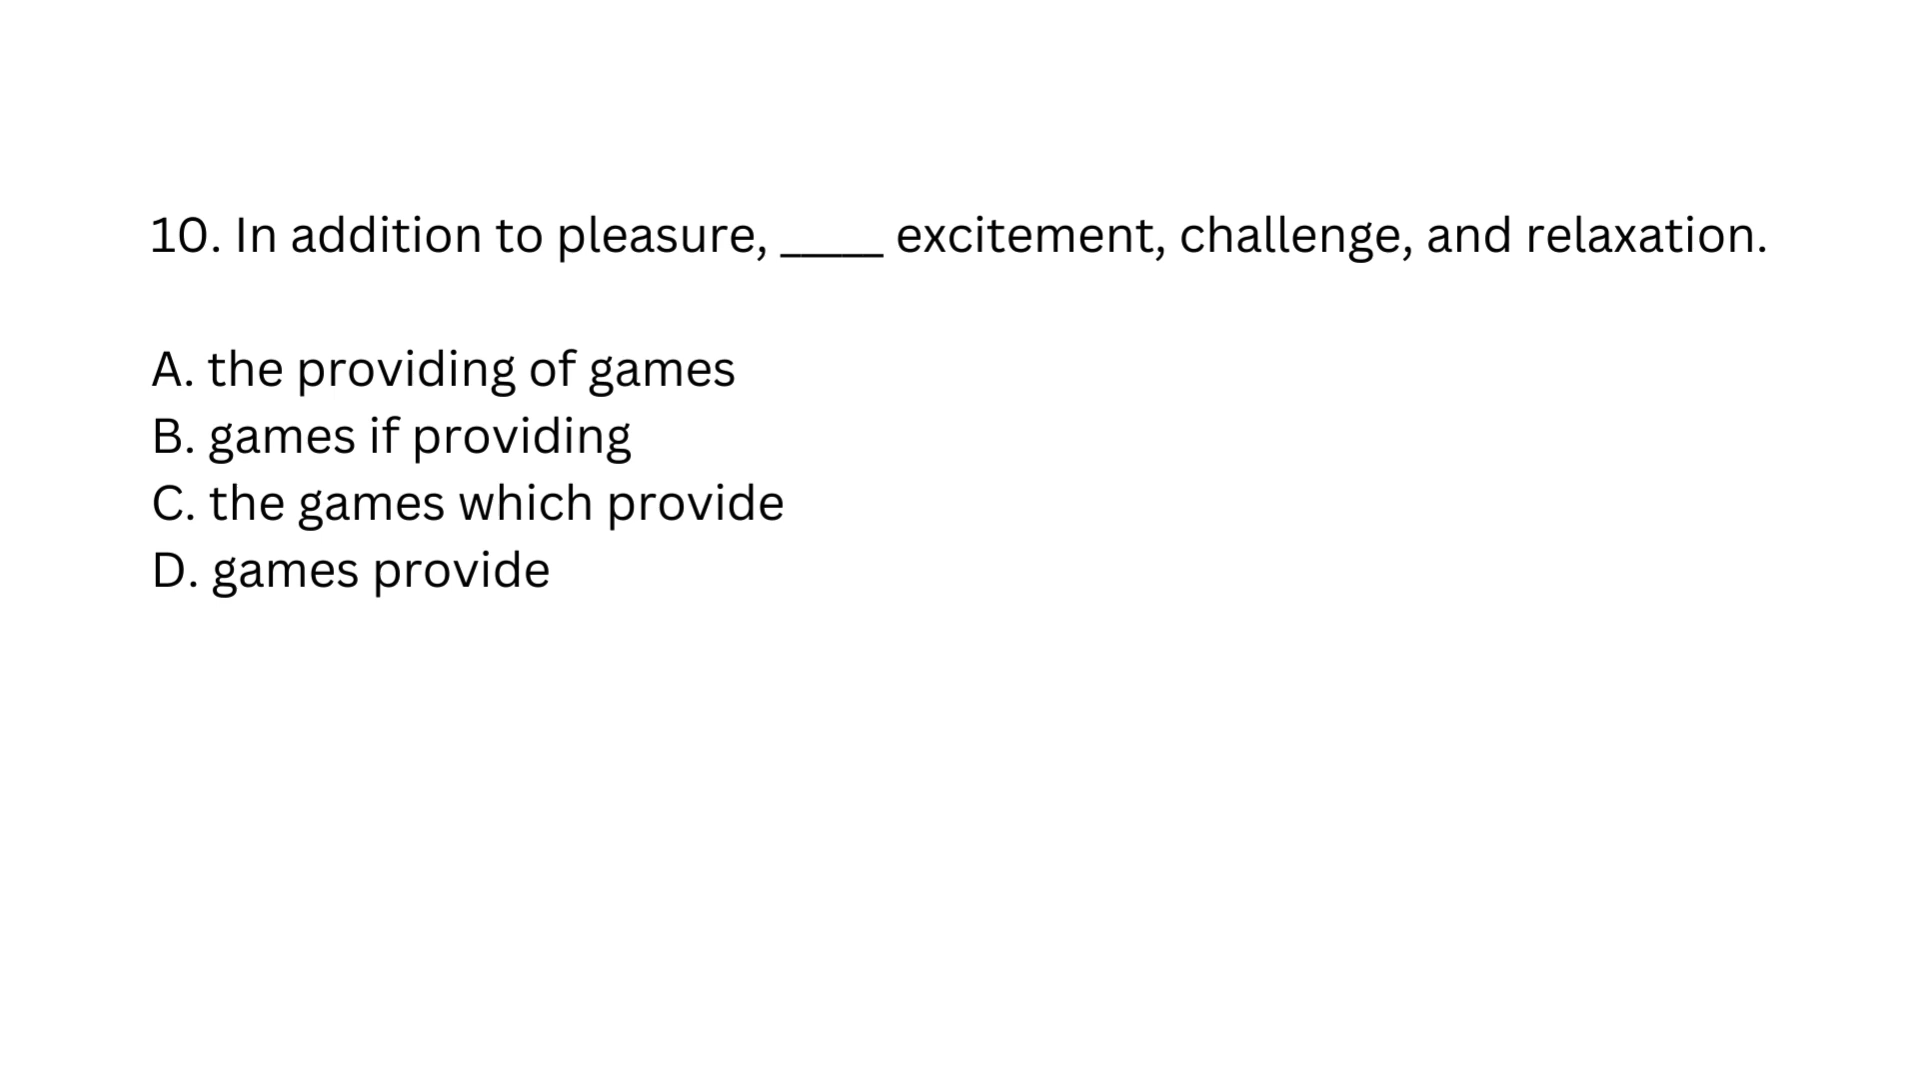 10. In addition to pleasure, _____ excitement, challenge, and relaxation.
A. the providing of games
B. games if providing
C. the games which provide
D. games provide